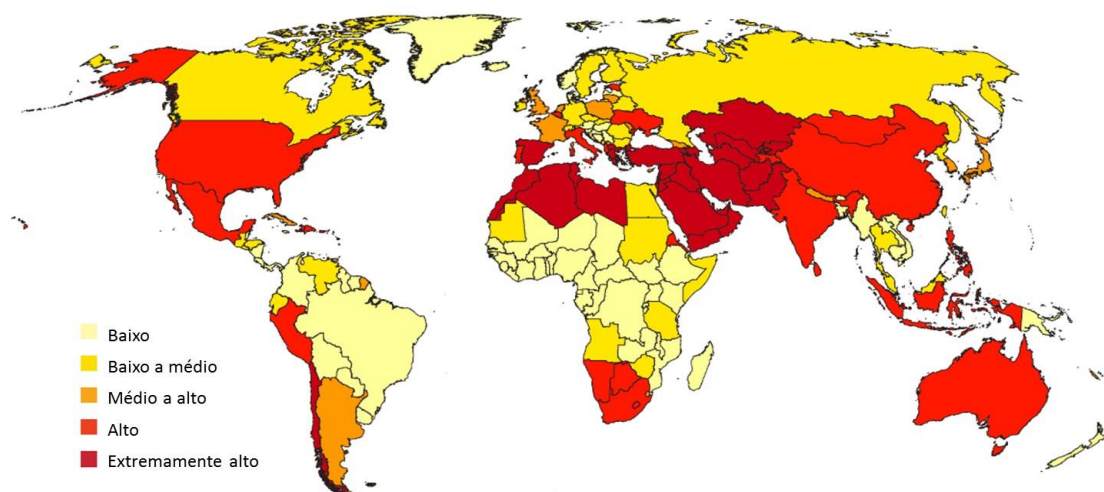 Baixo
Baixo a médio
Médio a alto
Alto
Extremamente alto